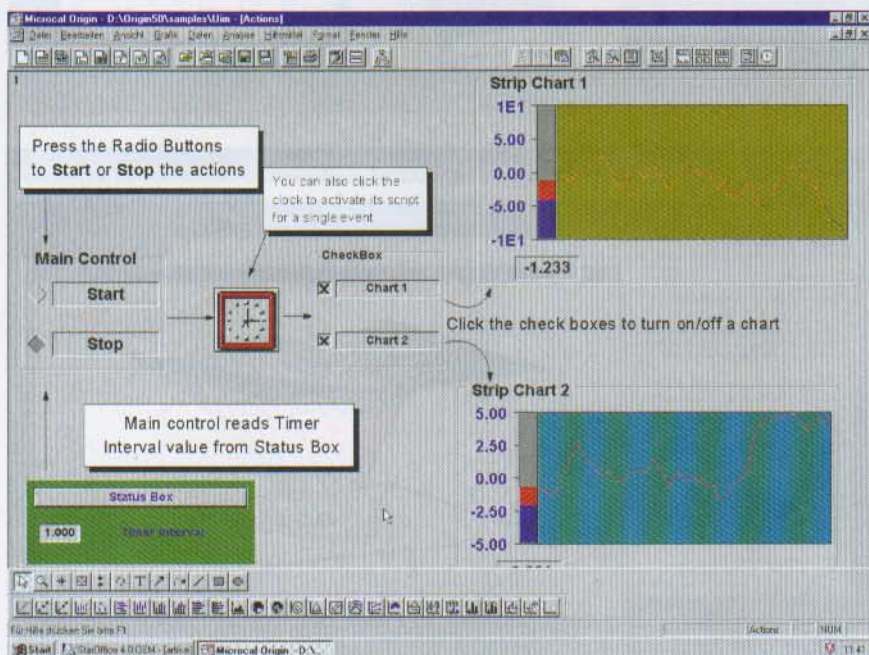 Microcal Origin - D:\Origin50\samples\Uim - [Actions]
Datei Bearbeiten Ansicht Grafik Daten Analyse Hilfsmittel Format Fenster Hilfe
1
Strip Chart 1
1E1
5.00
0.00
-5.00
-1E1
-1.233
Press the Radio Buttons
to Start or Stop the actions
You can also click the
clock to activate its script
for a single event
Main Control
Start
Stop
CheckBox
Chart 1
Chart 2
Click the check boxes to turn on/off a chart
Main control reads Timer
Interval value from Status Box
Strip Chart 2
5.00
2.50
0.00
-2.50
-5.00
Status Box
1.000 Timer Interval
Für Hilfe drücken Sie bitte F1
Actions NUM
Start StarOffice 4.0 OEM - Microcal Origin - D:\... 11:41